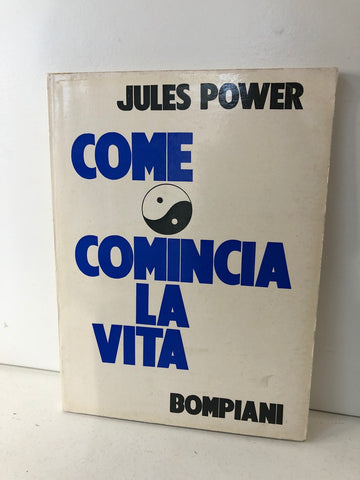 JULES POWER
COME
COMINCIA
LA
VITA
BOMPIANI